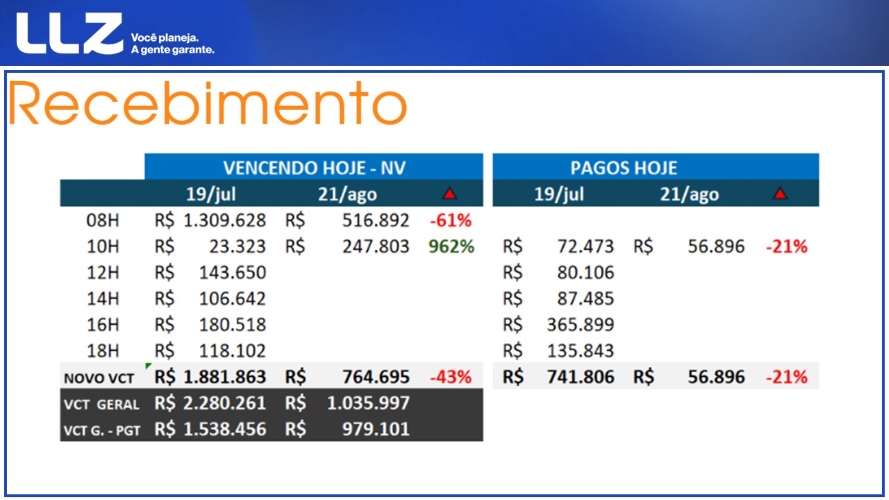 LLZ Você planeja.
A gente garante.
Recebimento
VENCENDO HOJE - NV PAGOS HOJE
19/jul 21/ago 19/jul 21/ago
08H R$ 1.309.628 R$ 516.892 -61%
10H R$ 23.323 R$ 247.803 962% R$ 72.473 R$ 56.896 -21%
12H R$ 143.650 R$ 80.106
14H R$ 106.642 R$ 87.485
16H R$ 180.518 R$ 365.899
18H R$ 118.102 R$ 135.843
NOVO VCT R$ 1.881.863 R$ 764.695 -43% R$ 741.806 R$ 56.896 -21%
VCT GERAL R$ 2.280.261 R$ 1.035.997
VCT G. - PGT R$ 1.538.456 R$ 979.101